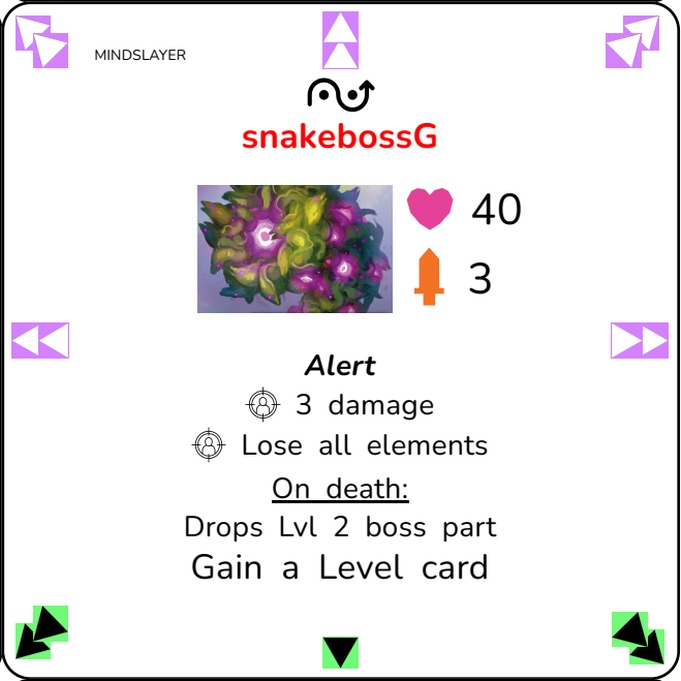 MINDSLAYER
snakebossG
40
3
Alert
3 damage
Lose all elements
On death:
Drops Lvl 2 boss part
Gain a Level card